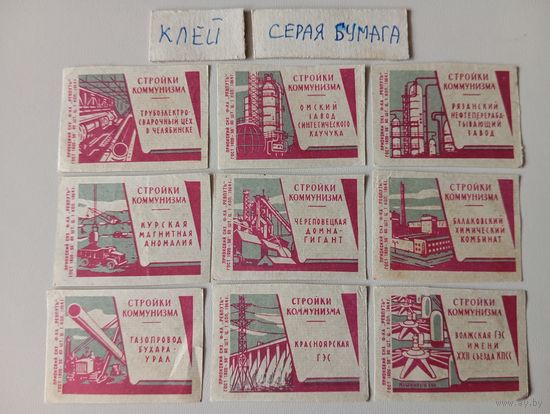 КЛЕЙ
СЕРАЯ БУМАГА
СТРОЙКИ
КОММУНИЗМА
ТРУБОЭЛЕКТРО-
СВАРОЧНЫЙ ЦЕХ
В ЧЕЛЯБИНСКЕ
СТРОЙКИ
КОММУНИЗМА
ОМСКИЙ
ЗАВОД
СИНТЕТИЧЕСКОГО
КАУЧУКА
СТРОЙКИ
КОММУНИЗМА
РЯЗАНСКИЙ
НЕФТЕПЕРЕРАБА-
ТЫВАЮЩИЙ
ЗАВОД
СТРОЙКИ
КОММУНИЗМА
КУРСКАЯ
МАГНИТНАЯ
АНОМАЛИЯ
СТРОЙКИ
КОММУНИЗМА
ЧЕРЕПОВЕЦКАЯ
ДОМНА-
ГИГАНТ
СТРОЙКИ
КОММУНИЗМА
БАЛАКОВСКИЙ
ХИМИЧЕСКИЙ
КОМБИНАТ
СТРОЙКИ
КОММУНИЗМА
ГАЗОПРОВОД
БУХАРА-
УРАЛ
СТРОЙКИ
КОММУНИЗМА
КРАСНОЯРСКАЯ
ГЭС
СТРОЙКИ
КОММУНИЗМА
ВОЛЖСКАЯ ГЭС
ИМЕНИ
XXII СЪЕЗДА КПСС